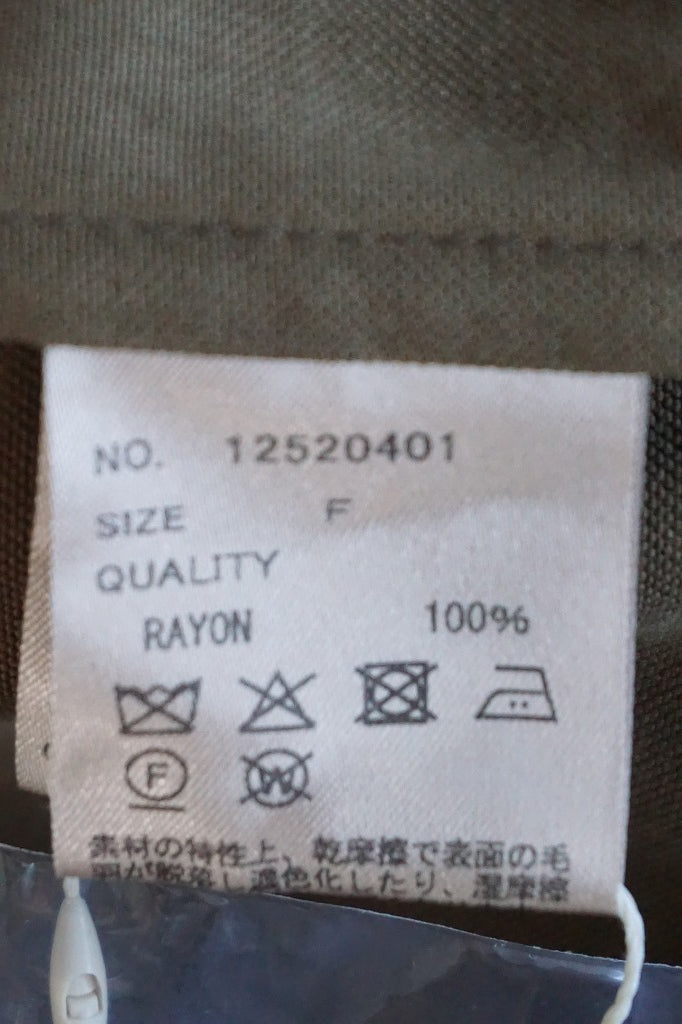 NO. 12520401
SIZE F
QUALITY
RAYON 100%
F
W
素材の特性上、乾摩擦で表面の毛
羽が脱落し退色化したり、湿摩擦